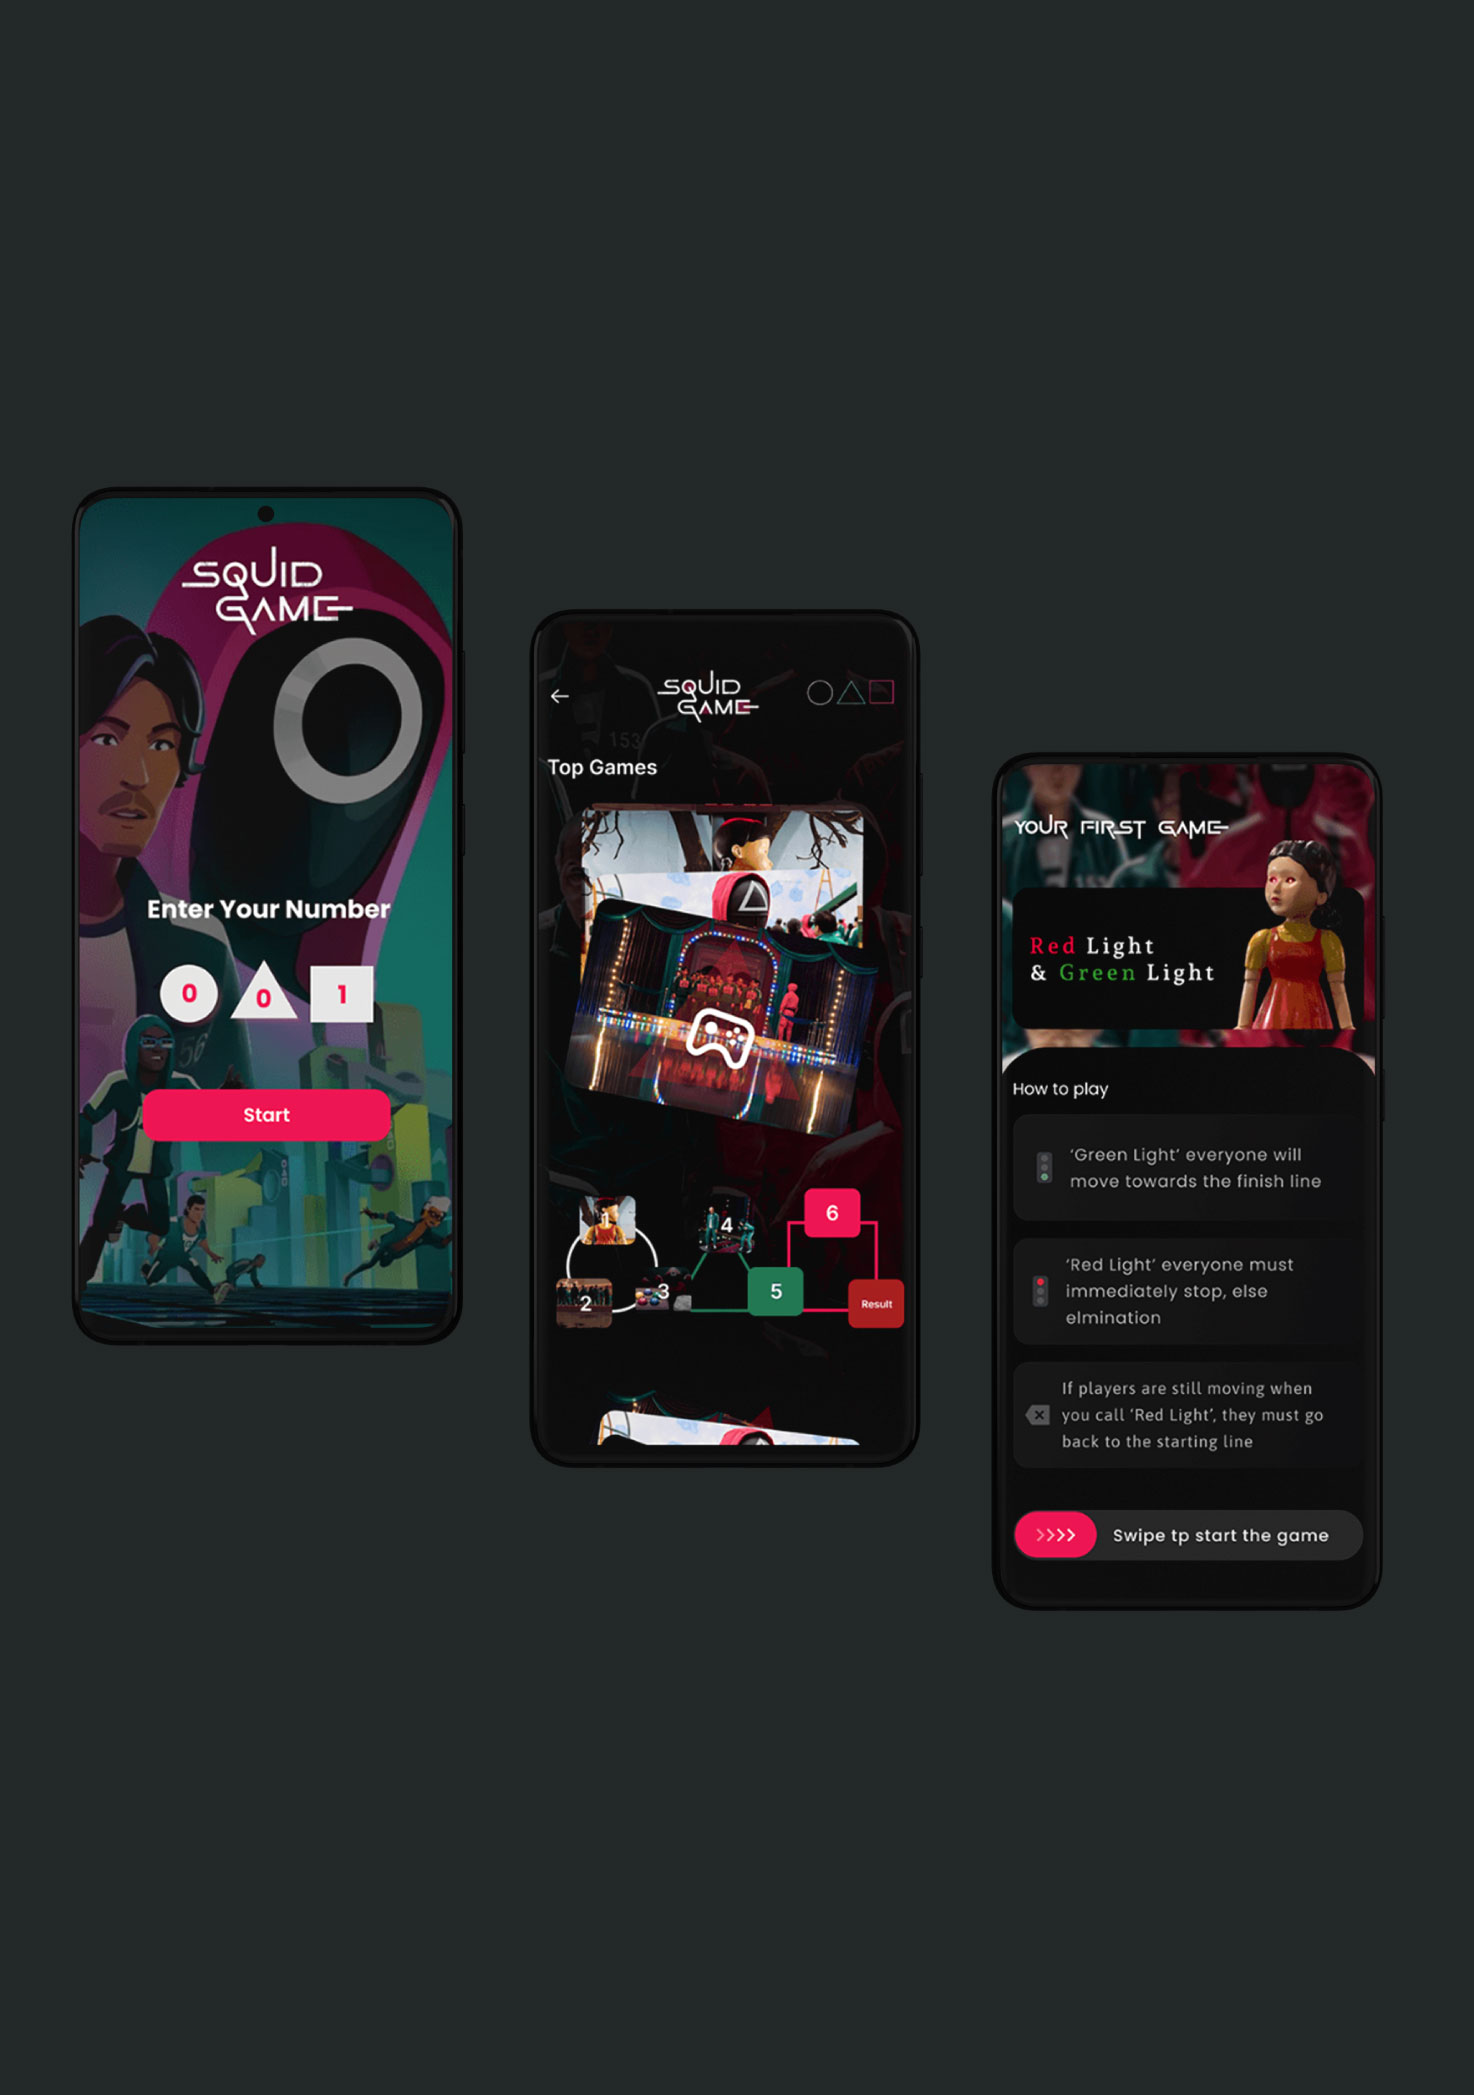 SQUID
GAME
Enter Your Number
0 0 1
56
Start
SQUID
GAME
153
Top Games
1
4
6
2
3
5
Result
YOUR FIRST GAME
Red Light
& Green Light
How to play
‘Green Light’ everyone will
move towards the finish line
‘Red Light’ everyone must
immediately stop, else
elmination
If players are still moving when
you call ‘Red Light’, they must go
back to the starting line
Swipe tp start the game